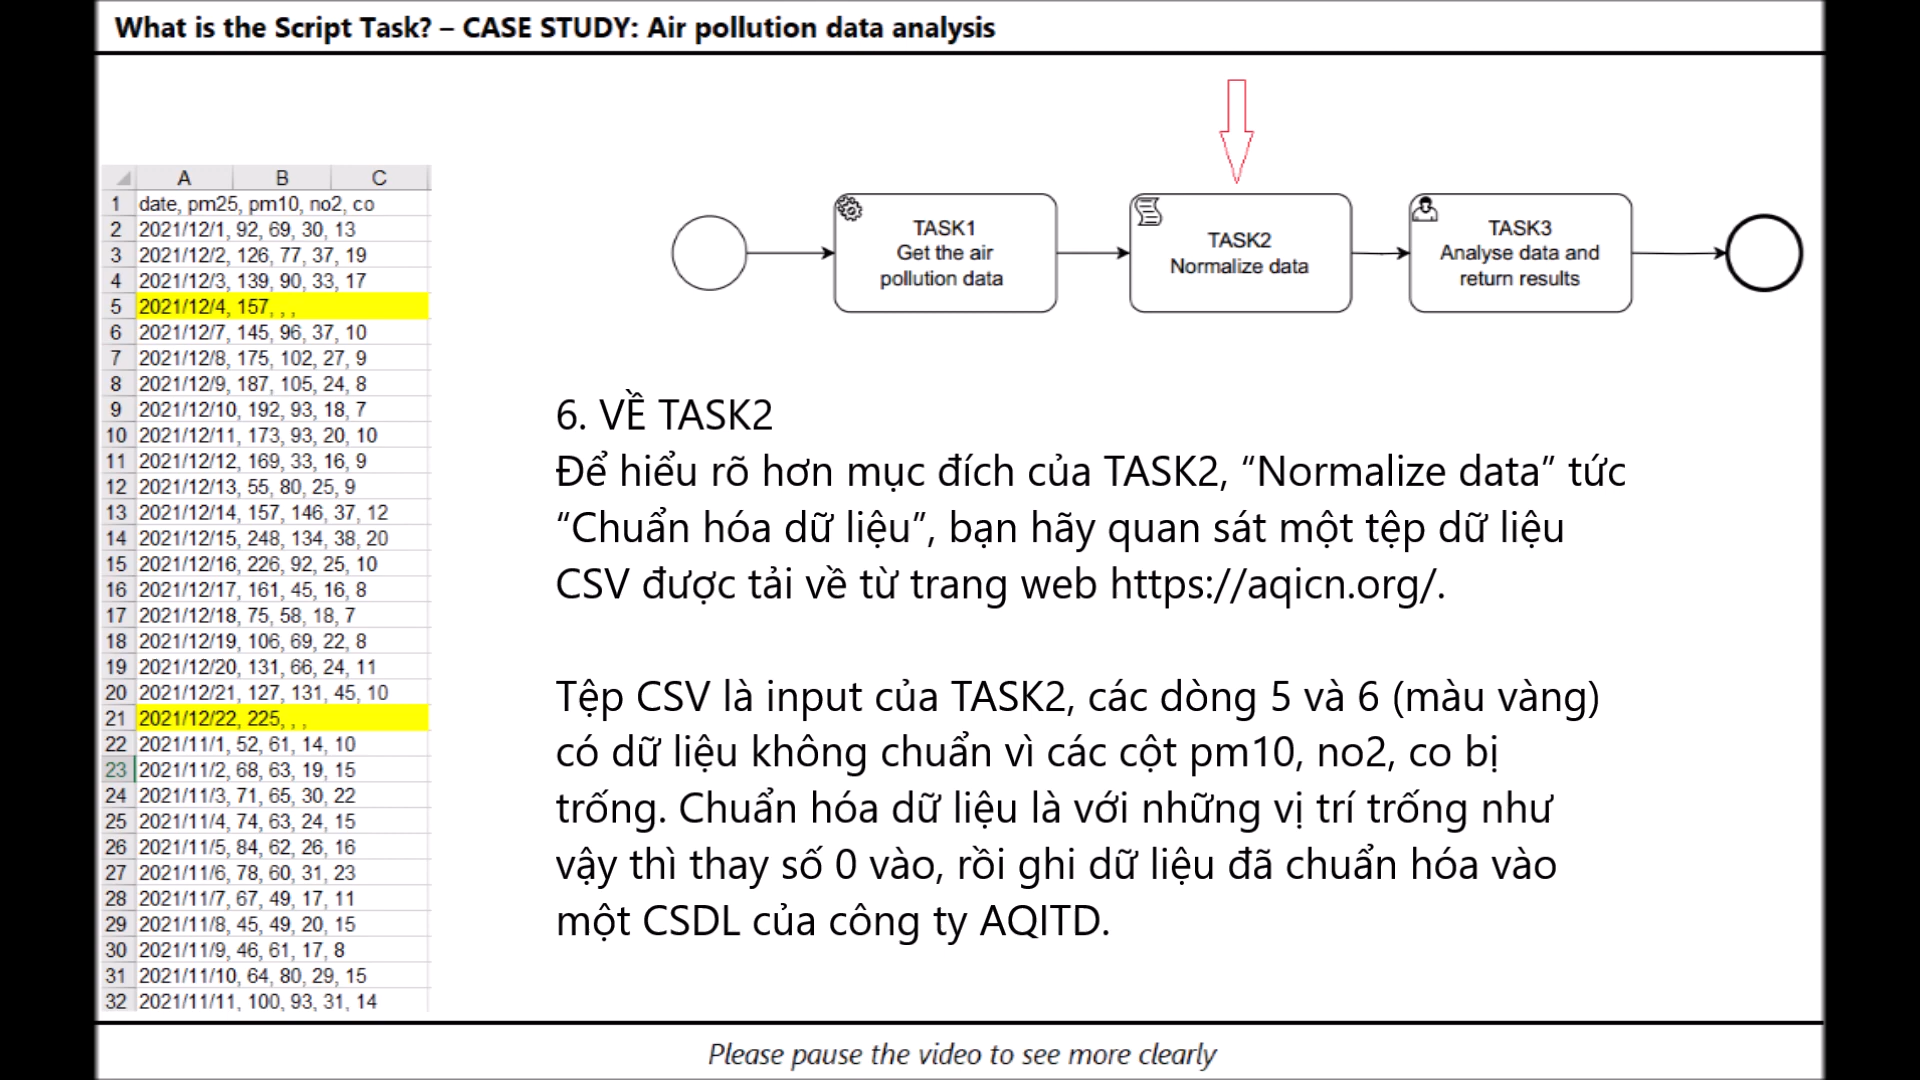 What is the Script Task? – CASE STUDY: Air pollution data analysis
A B C
1 date, pm25, pm10, no2, co
2 2021/12/1, 92, 69, 30, 13
3 2021/12/2, 126, 77, 37, 19
4 2021/12/3, 139, 90, 33, 17
5 2021/12/4, 157, , ,
6 2021/12/7, 145, 96, 37, 10
7 2021/12/8, 175, 102, 27, 9
8 2021/12/9, 187, 105, 24, 8
9 2021/12/10, 192, 93, 18, 7
10 2021/12/11, 173, 93, 20, 10
11 2021/12/12, 169, 33, 16, 9
12 2021/12/13, 55, 80, 25, 9
13 2021/12/14, 157, 146, 37, 12
14 2021/12/15, 248, 134, 38, 20
15 2021/12/16, 226, 92, 25, 10
16 2021/12/17, 161, 45, 16, 8
17 2021/12/18, 75, 58, 18, 7
18 2021/12/19, 106, 69, 22, 8
19 2021/12/20, 131, 66, 24, 11
20 2021/12/21, 127, 131, 45, 10
21 2021/12/22, 225, , ,
22 2021/11/1, 52, 61, 14, 10
23 2021/11/2, 68, 63, 19, 15
24 2021/11/3, 71, 65, 30, 22
25 2021/11/4, 74, 63, 24, 15
26 2021/11/5, 84, 62, 26, 16
27 2021/11/6, 78, 60, 31, 23
28 2021/11/7, 67, 49, 17, 11
29 2021/11/8, 45, 49, 20, 15
30 2021/11/9, 46, 61, 17, 8
31 2021/11/10, 64, 80, 29, 15
32 2021/11/11, 100, 93, 31, 14
TASK1
Get the air
pollution data
TASK2
Normalize data
TASK3
Analyse data and
return results
6. VỀ TASK2
Để hiểu rõ hơn mục đích của TASK2, “Normalize data” tức
“Chuẩn hóa dữ liệu”, bạn hãy quan sát một tệp dữ liệu
CSV được tải về từ trang web https://aqicn.org/.
Tệp CSV là input của TASK2, các dòng 5 và 6 (màu vàng)
có dữ liệu không chuẩn vì các cột pm10, no2, co bị
trống. Chuẩn hóa dữ liệu là với những vị trí trống như
vậy thì thay số 0 vào, rồi ghi dữ liệu đã chuẩn hóa vào
một CSDL của công ty AQITD.
Please pause the video to see more clearly